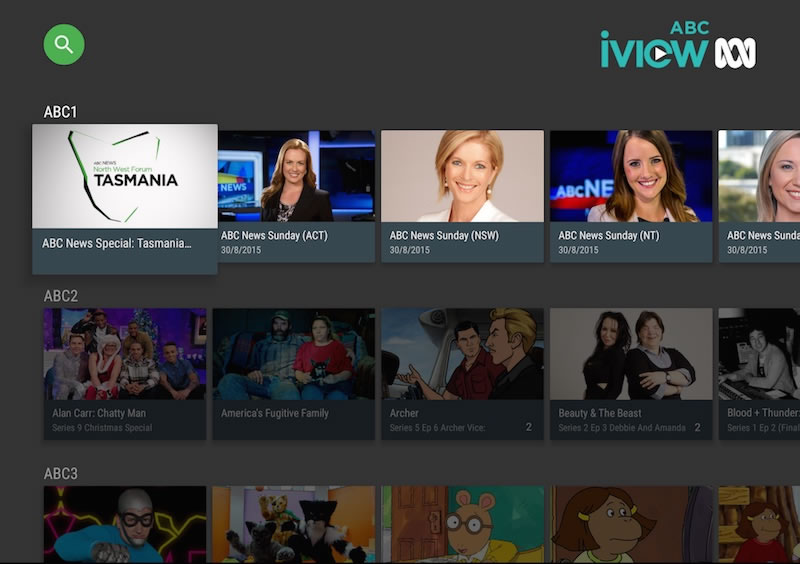 ABC
iview
ABC1
ABC NEWS
North West Forum
TASMANIA
NEWS
ABC NE
ABC News Special: Tasmania...
ABC News Sunday (ACT)
30/8/2015
ABC News Sunday (NSW)
30/8/2015
ABC News Sunday (NT)
30/8/2015
ABC News Sunda
30/8/2015
ABC2
Alan Carr: Chatty Man
Series 9 Christmas Special
America's Fugitive Family
Archer
Series 5 Ep 6 Archer Vice:
2
Beauty & The Beast
Series 2 Ep 3 Debbie And Amanda
2
Blood + Thunder:
Series 1 Ep 2 (Final
ABC3